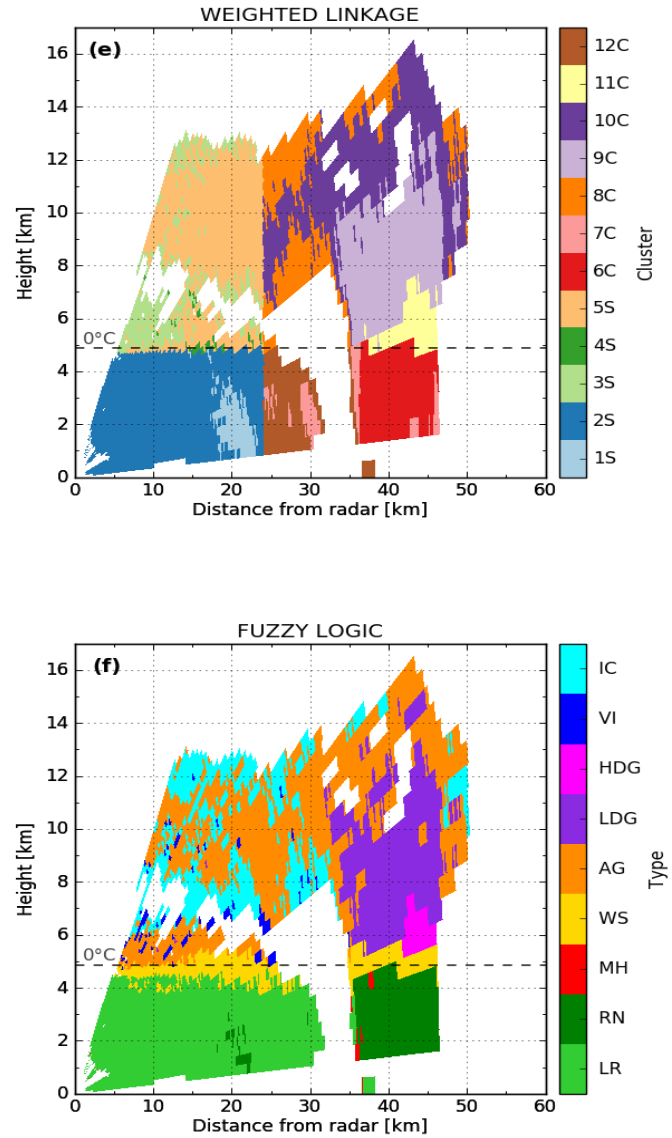 WEIGHTED LINKAGE
(e)
16
14
12
10
8
6
4
2
0
Height [km]
0°C
0 10 20 30 40 50 60
Distance from radar [km]
12C
11C
10C
9C
8C
7C
6C
5S
4S
3S
2S
1S
Cluster
FUZZY LOGIC
(f)
16
14
12
10
8
6
4
2
0
Height [km]
0°C
0 10 20 30 40 50 60
Distance from radar [km]
IC
VI
HDG
LDG
AG
WS
MH
RN
LR
Type